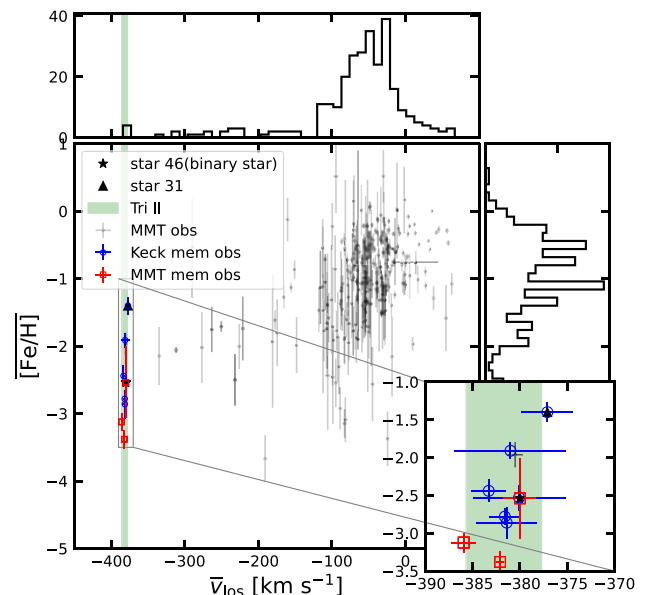 40
20
0
1
0
−1
−2
−3
−4
−5
[Fe/H]
star 46(binary star)
star 31
Tri II
MMT obs
Keck mem obs
MMT mem obs
−1.0
−1.5
−2.0
−2.5
−3.0
−3.5
−390 −385 −380 −375 −370
−400 −300 −200 −100 0
v̅los [km s⁻¹]